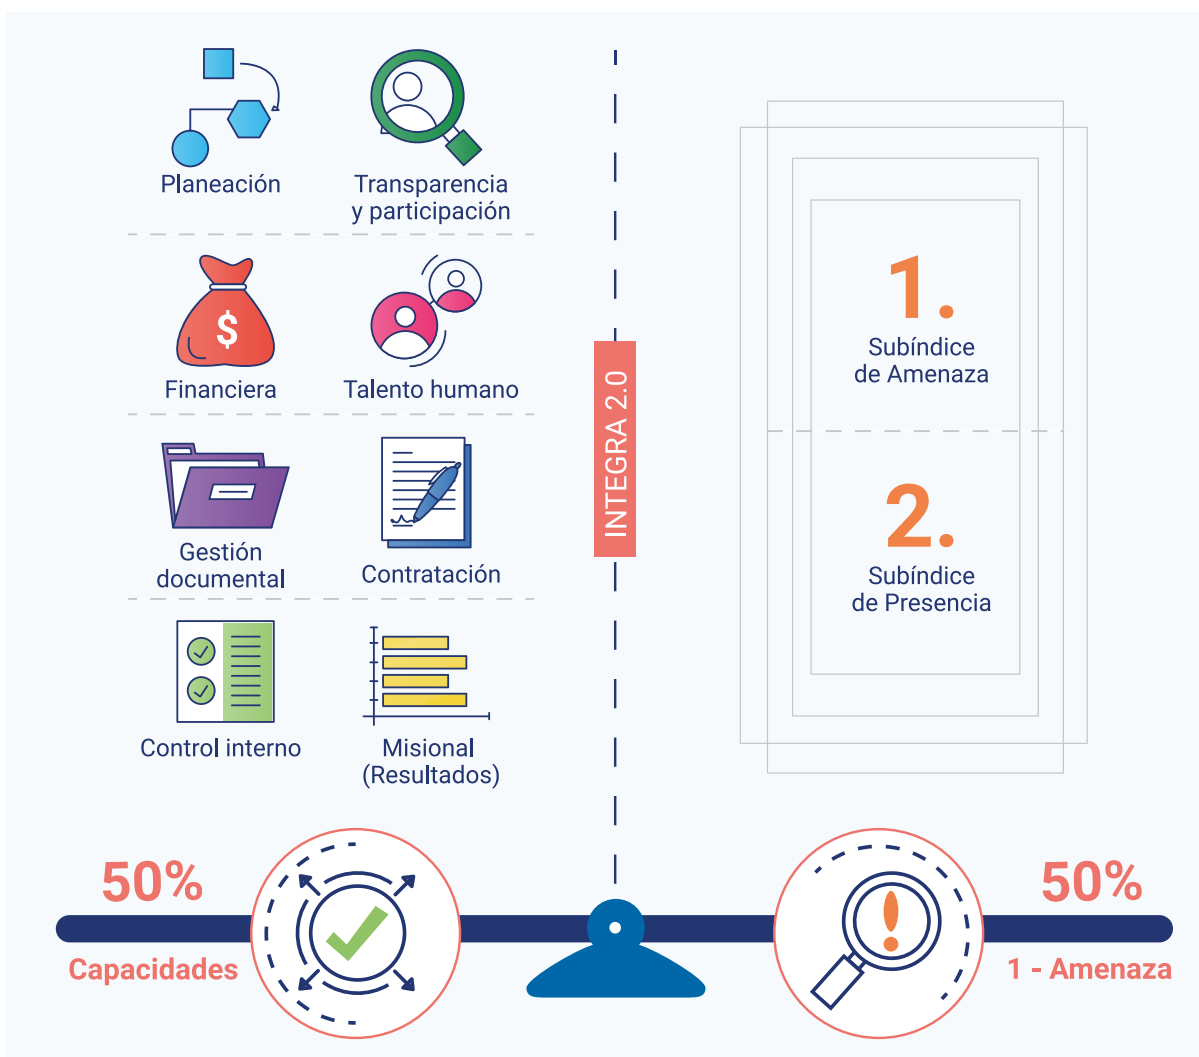 Planeación
Transparencia
y participación
$
Financiera
Talento humano
Gestión
documental
Contratación
Control interno
Misional
(Resultados)
INTEGRA 2.0
1.
Subíndice
de Amenaza
2.
Subíndice
de Presencia
50%
Capacidades
50%
1 - Amenaza